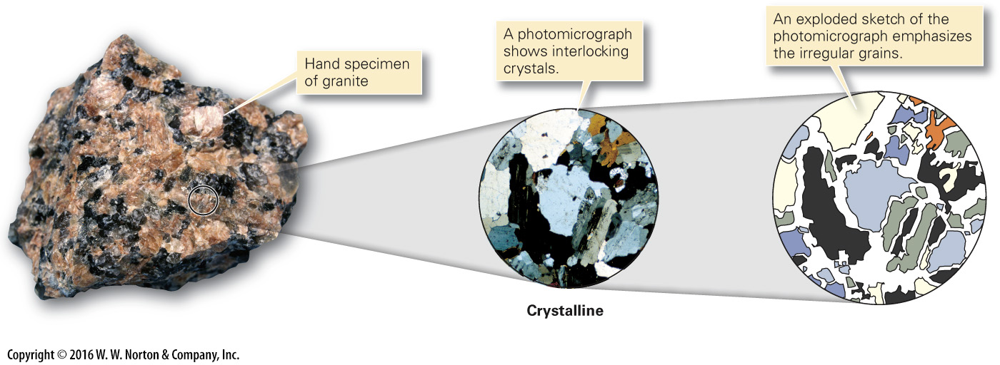 Hand specimen
of granite
A photomicrograph
shows interlocking
crystals.
An exploded sketch of the
photomicrograph emphasizes
the irregular grains.
Crystalline
Copyright © 2016 W. W. Norton & Company, Inc.